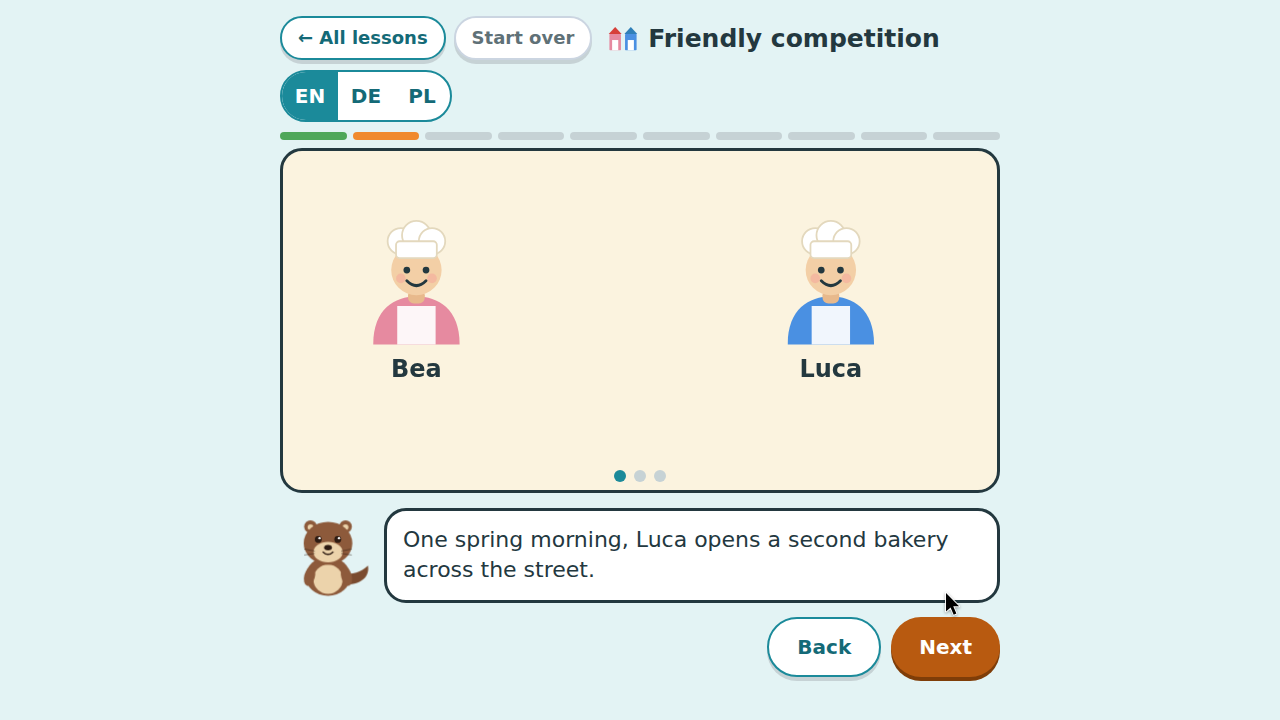 ← All lessons
Start over
Friendly competition
EN
DE
PL
Bea
Luca
One spring morning, Luca opens a second bakery
across the street.
Back
Next